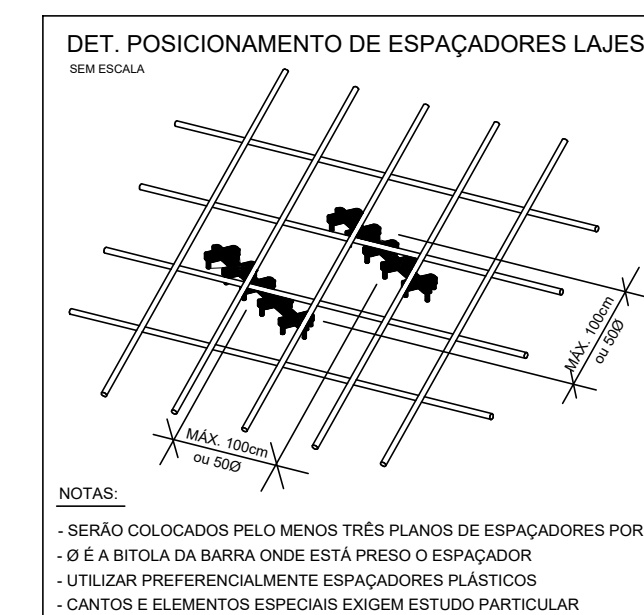 DET. POSICIONAMENTO DE ESPAÇADORES LAJES
SEM ESCALA
MÁX. 100cm
ou 50Ø
MÁX. 100cm
ou 50Ø
NOTAS:
- SERÃO COLOCADOS PELO MENOS TRÊS PLANOS DE ESPAÇADORES POR
- Ø É A BITOLA DA BARRA ONDE ESTÁ PRESO O ESPAÇADOR
- UTILIZAR PREFERENCIALMENTE ESPAÇADORES PLÁSTICOS
- CANTOS E ELEMENTOS ESPECIAIS EXIGEM ESTUDO PARTICULAR